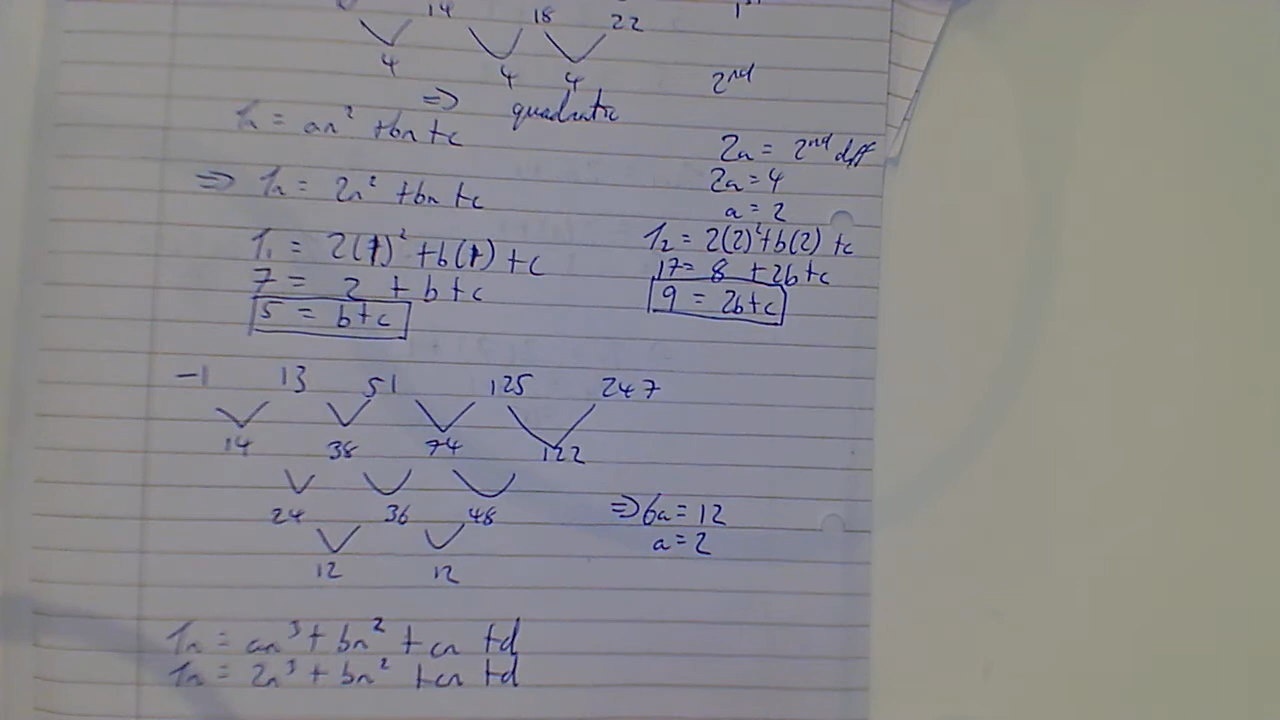 14 18 22
4 4 4 2nd
⇒ quadratic
Tn = an² + bn + c
2a = 2nd diff
⇒ Tn = 2n² + bn + c
2a = 4
a = 2
T1 = 2(1)² + b(1) + c
T2 = 2(2)² + b(2) + c
7 = 2 + b + c
17 = 8 + 2b + c
5 = b + c
9 = 2b + c
-1 13 51 125 247
14 38 74 122
24 36 48 ⇒ 6a = 12
a = 2
12 12
Tn = an³ + bn² + cn + d
Tn = 2n³ + bn² + cn + d